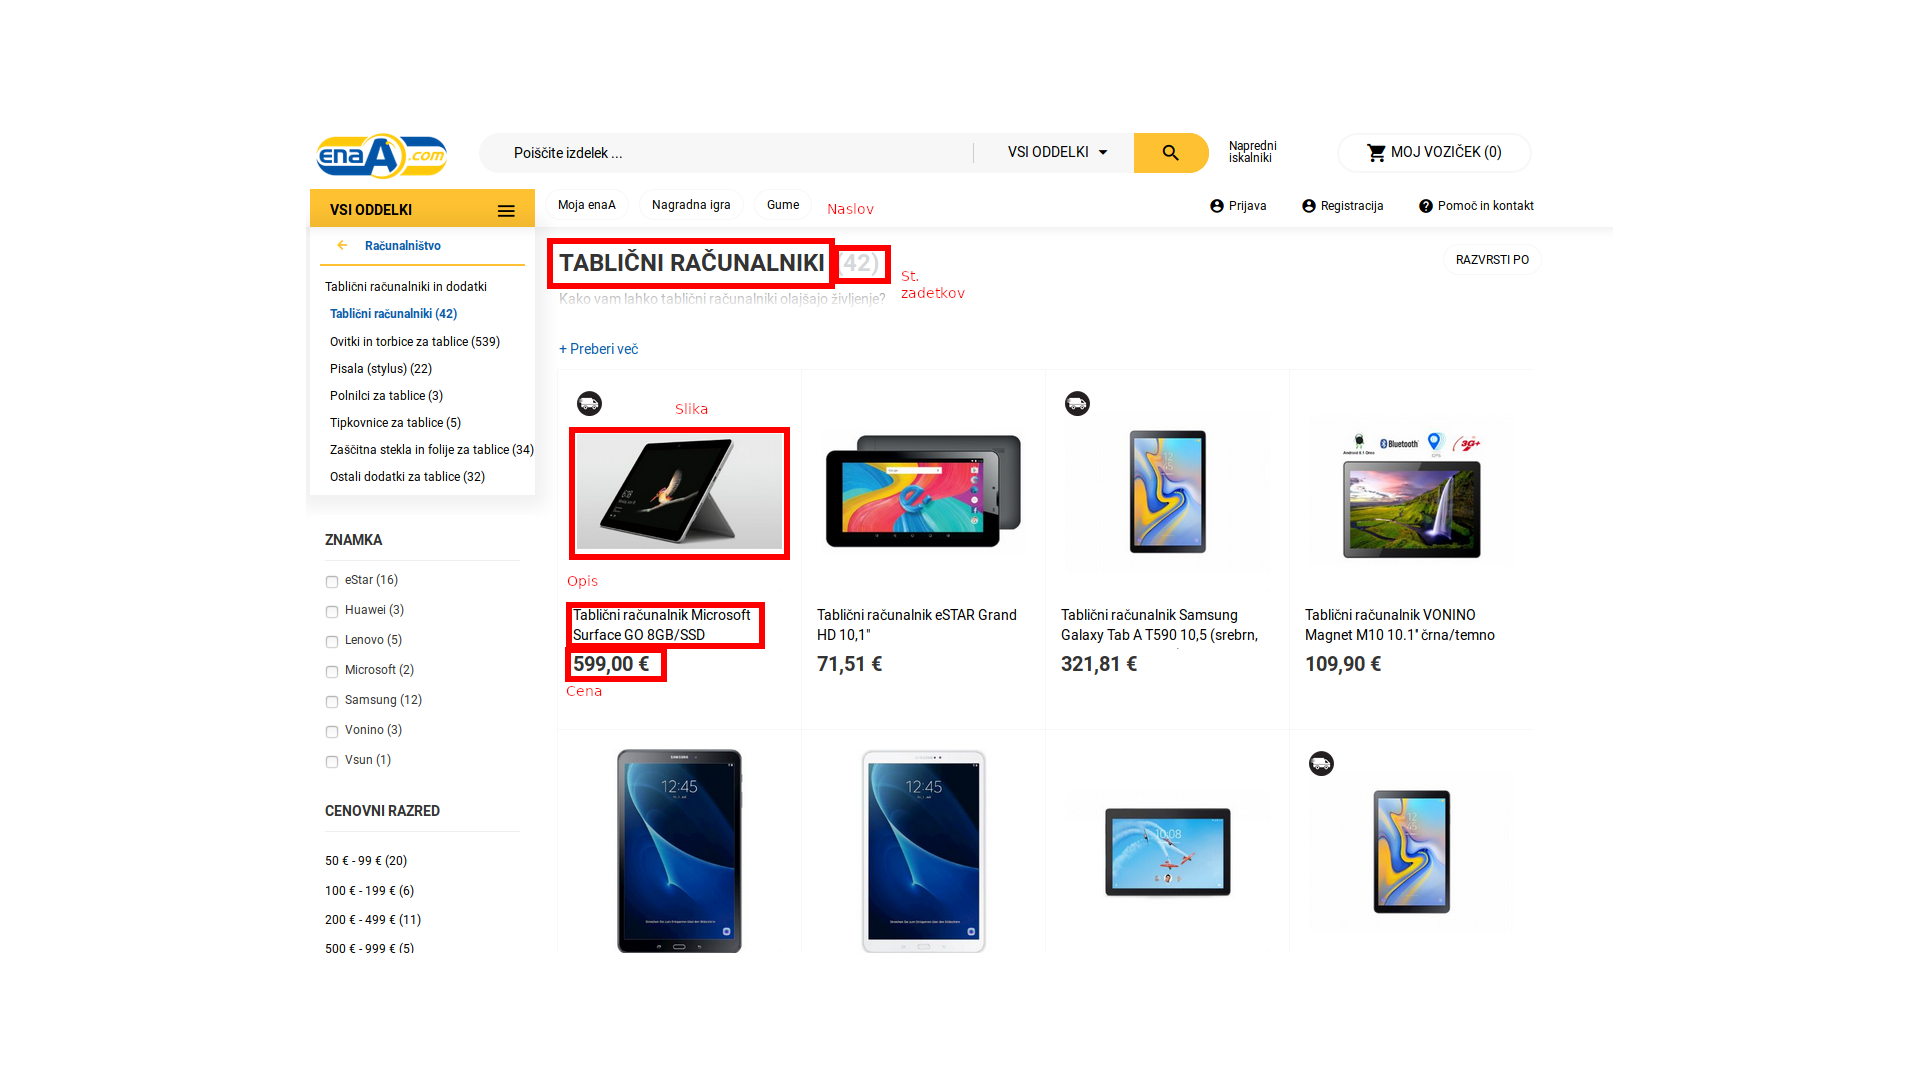 enaA.com
Poiščite izdelek ...
VSI ODDELKI
Napredni
iskalniki
MOJ VOZIČEK (0)
VSI ODDELKI
Moja enaA
Nagradna igra
Gume
Naslov
Prijava
Registracija
Pomoč in kontakt
Računalništvo
Tablični računalniki in dodatki
Tablični računalniki (42)
Ovitki in torbice za tablice (539)
Pisala (stylus) (22)
Polnilci za tablice (3)
Tipkovnice za tablice (5)
Zaščitna stekla in folije za tablice (34)
Ostali dodatki za tablice (32)
ZNAMKA
eStar (16)
Huawei (3)
Lenovo (5)
Microsoft (2)
Samsung (12)
Vonino (3)
Vsun (1)
CENOVNI RAZRED
50 € - 99 € (20)
100 € - 199 € (6)
200 € - 499 € (11)
500 € - 999 € (5)
TABLIČNI RAČUNALNIKI (42)
St.
zadetkov
RAZVRSTI PO
Kako vam lahko tablični računalniki olajšajo življenje?
+ Preberi več
Slika
Opis
Tablični računalnik Microsoft
Surface GO 8GB/SSD
599,00 €
Cena
Tablični računalnik eSTAR Grand
HD 10,1"
71,51 €
Tablični računalnik Samsung
Galaxy Tab A T590 10,5 (srebrn,
321,81 €
Bluetooth
3G+
GPS
Tablični računalnik VONINO
Magnet M10 10.1" črna/temno
109,90 €
SAMSUNG
12:45
12:45
10:08